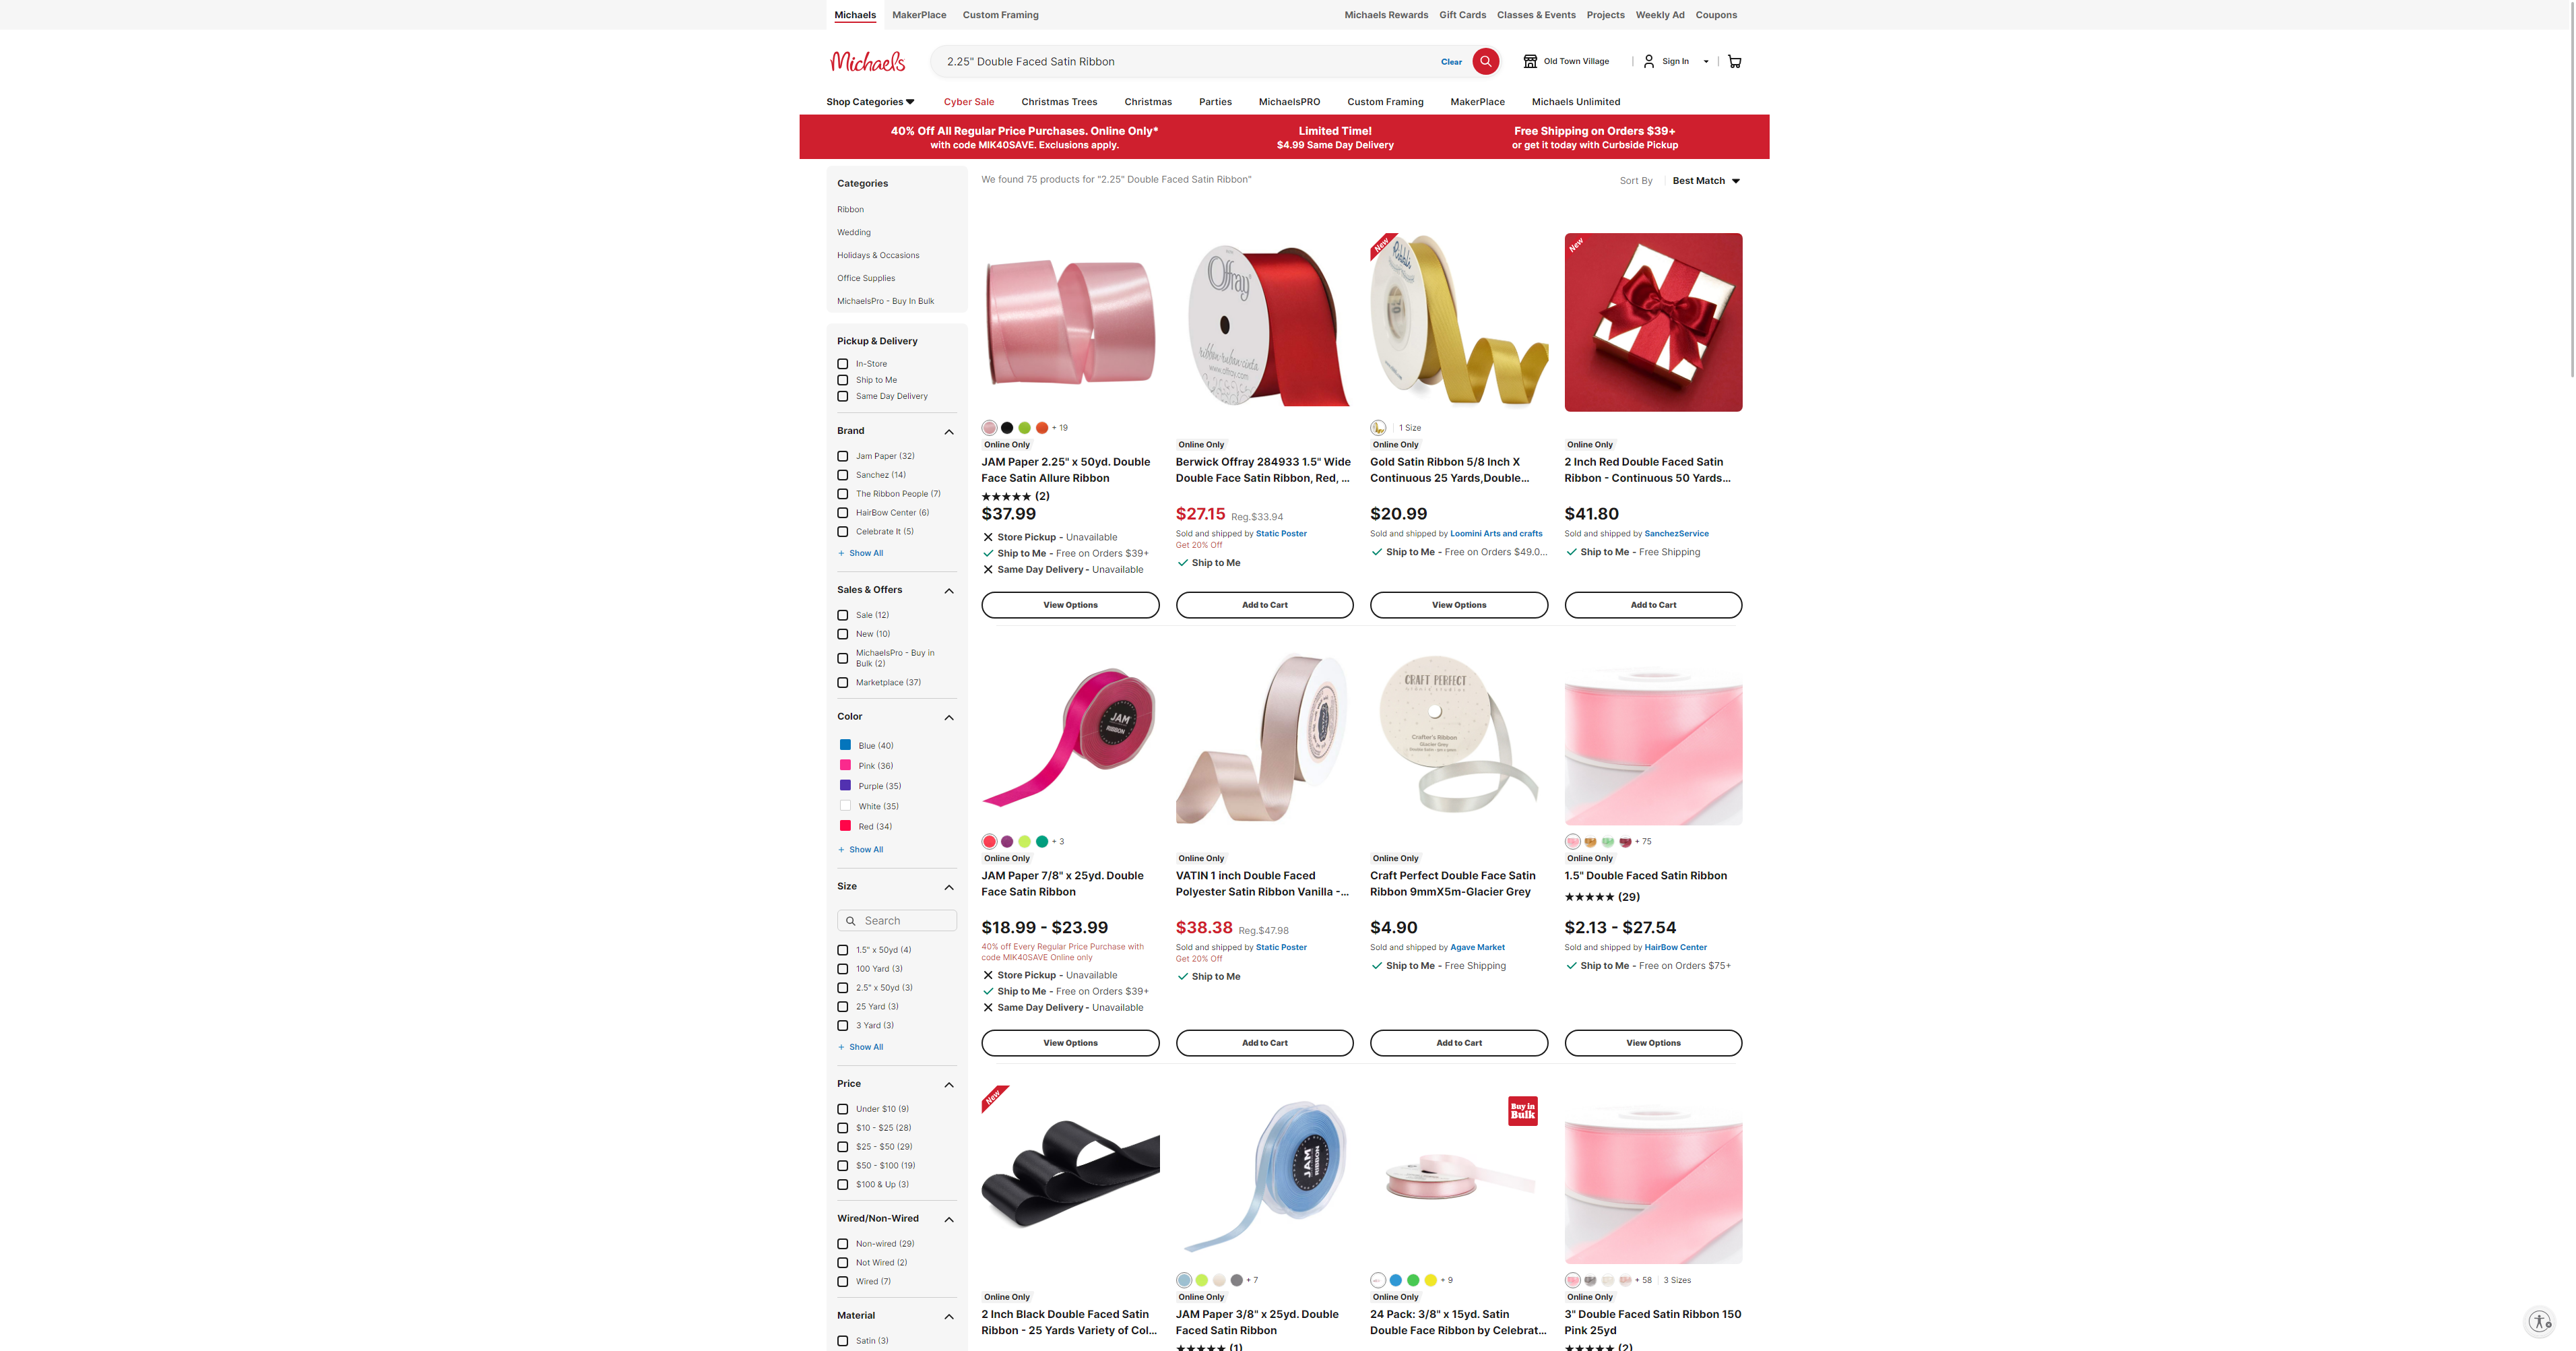 Michaels
MakerPlace
Custom Framing
Michaels Rewards
Gift Cards
Classes & Events
Projects
Weekly Ad
Coupons
Michaels
2.25" Double Faced Satin Ribbon
Clear
Old Town Village
Sign In
Shop Categories
Cyber Sale
Christmas Trees
Christmas
Parties
MichaelsPRO
Custom Framing
MakerPlace
Michaels Unlimited
40% Off All Regular Price Purchases. Online Only*
with code MIK40SAVE. Exclusions apply.
Limited Time!
$4.99 Same Day Delivery
Free Shipping on Orders $39+
or get it today with Curbside Pickup
Categories
Ribbon
Wedding
Holidays & Occasions
Office Supplies
MichaelsPro - Buy In Bulk
Pickup & Delivery
In-Store
Ship to Me
Same Day Delivery
Brand
Jam Paper (32)
Sanchez (14)
The Ribbon People (7)
HairBow Center (6)
Celebrate It (5)
+ Show All
Sales & Offers
Sale (12)
New (10)
MichaelsPro - Buy in
Bulk (2)
Marketplace (37)
Color
Blue (40)
Pink (36)
Purple (35)
White (35)
Red (34)
+ Show All
Size
Search
1.5" x 50yd (4)
100 Yard (3)
2.5" x 50yd (3)
25 Yard (3)
3 Yard (3)
+ Show All
Price
Under $10 (9)
$10 - $25 (28)
$25 - $50 (29)
$50 - $100 (19)
$100 & Up (3)
Wired/Non-Wired
Non-wired (29)
Not Wired (2)
Wired (7)
Material
Satin (3)
We found 75 products for "2.25" Double Faced Satin Ribbon"
Sort By
Best Match
+ 19
Online Only
JAM Paper 2.25" x 50yd. Double
Face Satin Allure Ribbon
(2)
$37.99
Store Pickup - Unavailable
Ship to Me - Free on Orders $39+
Same Day Delivery - Unavailable
View Options
Offray
ribbon·ruban·cinta
www.offray.com
Online Only
Berwick Offray 284933 1.5" Wide
Double Face Satin Ribbon, Red, ...
$27.15 Reg.$33.94
Sold and shipped by Static Poster
Get 20% Off
Ship to Me
Add to Cart
New
1 Size
Online Only
Gold Satin Ribbon 5/8 Inch X
Continuous 25 Yards,Double...
$20.99
Sold and shipped by Loomini Arts and crafts
Ship to Me - Free on Orders $49.0...
View Options
New
Online Only
2 Inch Red Double Faced Satin
Ribbon - Continuous 50 Yards...
$41.80
Sold and shipped by SanchezService
Ship to Me - Free Shipping
Add to Cart
JAM
RIBBON
+ 3
Online Only
JAM Paper 7/8" x 25yd. Double
Face Satin Ribbon
$18.99 - $23.99
40% off Every Regular Price Purchase with
code MIK40SAVE Online only
Store Pickup - Unavailable
Ship to Me - Free on Orders $39+
Same Day Delivery - Unavailable
View Options
Online Only
VATIN 1 inch Double Faced
Polyester Satin Ribbon Vanilla -...
$38.38 Reg.$47.98
Sold and shipped by Static Poster
Get 20% Off
Ship to Me
Add to Cart
CRAFT PERFECT
Crafter's Ribbon
Glacier Grey
Online Only
Craft Perfect Double Face Satin
Ribbon 9mmX5m-Glacier Grey
$4.90
Sold and shipped by Agave Market
Ship to Me - Free Shipping
Add to Cart
+ 75
Online Only
1.5" Double Faced Satin Ribbon
(29)
$2.13 - $27.54
Sold and shipped by HairBow Center
Ship to Me - Free on Orders $75+
View Options
New
Online Only
2 Inch Black Double Faced Satin
Ribbon - 25 Yards Variety of Col...
JAM
RIBBON
+ 7
Online Only
JAM Paper 3/8" x 25yd. Double
Faced Satin Ribbon
(1)
Buy in
Bulk
+ 9
Online Only
24 Pack: 3/8" x 15yd. Satin
Double Face Ribbon by Celebrat...
+ 58
3 Sizes
Online Only
3" Double Faced Satin Ribbon 150
Pink 25yd
(2)